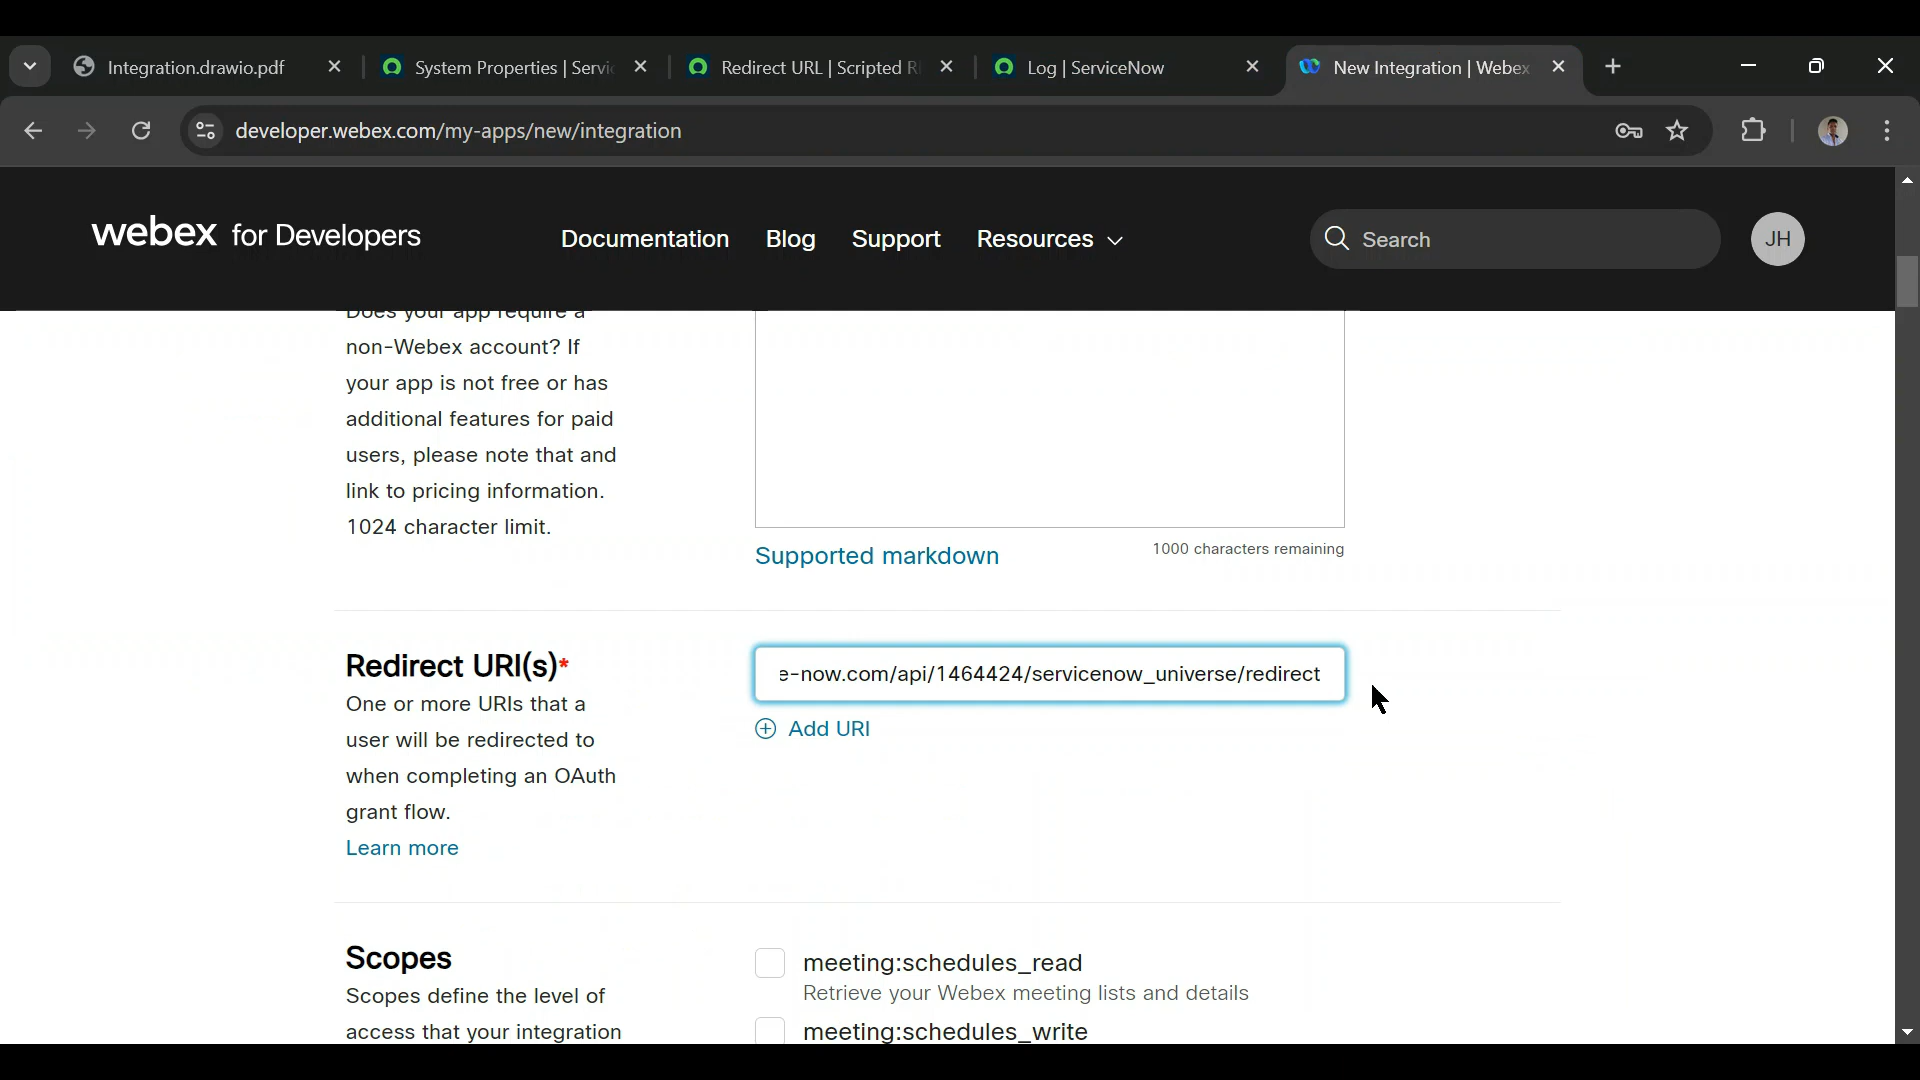 Integration.drawio.pdf
System Properties | Servic
Redirect URL | Scripted R
Log | ServiceNow
New Integration | Webex
developer.webex.com/my-apps/new/integration
webex for Developers
Documentation
Blog
Support
Resources
Search
JH
Does your app require a
non-Webex account? If
your app is not free or has
additional features for paid
users, please note that and
link to pricing information.
1024 character limit.
Supported markdown
1000 characters remaining
Redirect URI(s)*
e-now.com/api/1464424/servicenow_universe/redirect
Add URI
One or more URIs that a
user will be redirected to
when completing an OAuth
grant flow.
Learn more
Scopes
Scopes define the level of
access that your integration
meeting:schedules_read
Retrieve your Webex meeting lists and details
meeting:schedules_write